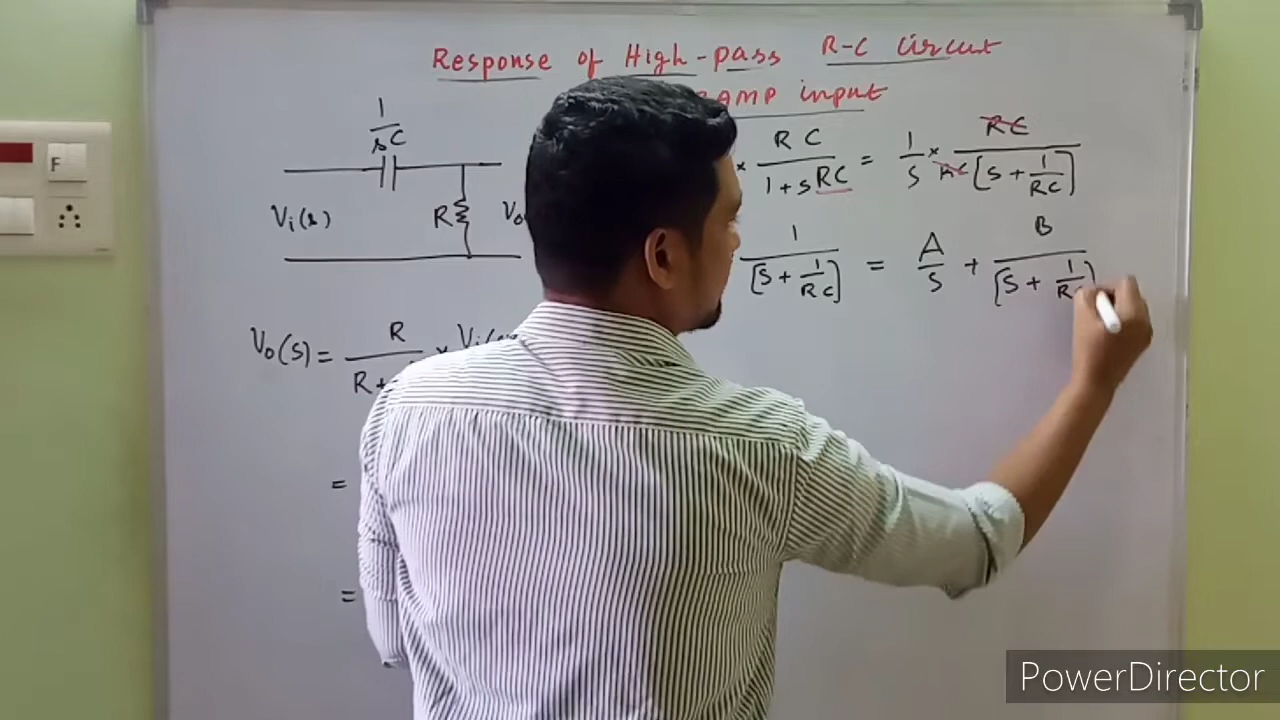 Response of High-pass R-C circuit
RAMP input
1/sC
Vi(s) R Vo
Vo(s) = R / R+ × Vi(s)
=
=
× RC / 1+sRC = 1/s × RC / RC[s + 1/RC]
1 / [s + 1/RC] = A/s + B / [s + 1/RC]
F
PowerDirector